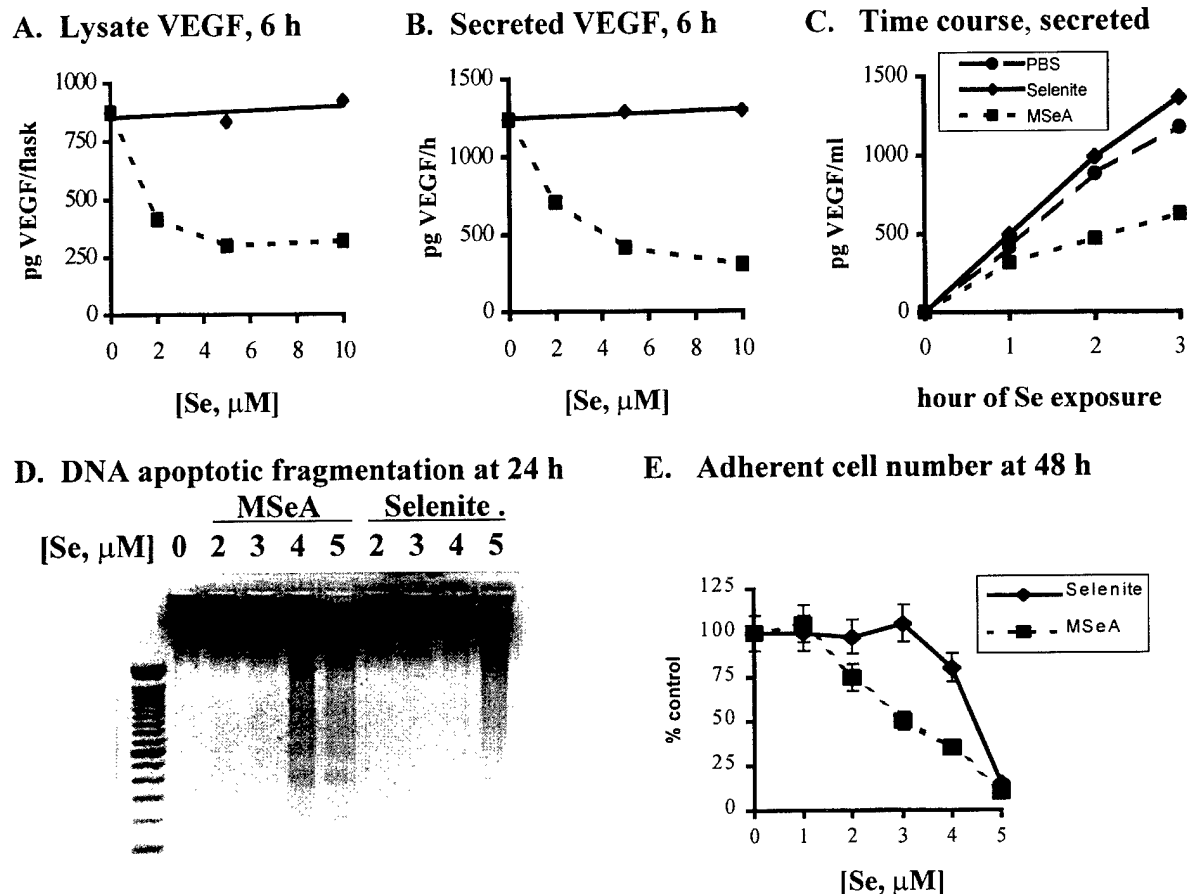 A. Lysate VEGF, 6 h
pg VEGF/flask
1000
750
500
250
0
0 2 4 6 8 10
[Se, μM]
B. Secreted VEGF, 6 h
pg VEGF/h
1500
1000
500
0
0 2 4 6 8 10
[Se, μM]
C. Time course, secreted
PBS
Selenite
MSeA
pg VEGF/ml
1500
1000
500
0
0 1 2 3
hour of Se exposure
D. DNA apoptotic fragmentation at 24 h
MSeA Selenite .
[Se, μM] 0 2 3 4 5 2 3 4 5
E. Adherent cell number at 48 h
Selenite
MSeA
% control
125
100
75
50
25
0
0 1 2 3 4 5
[Se, μM]